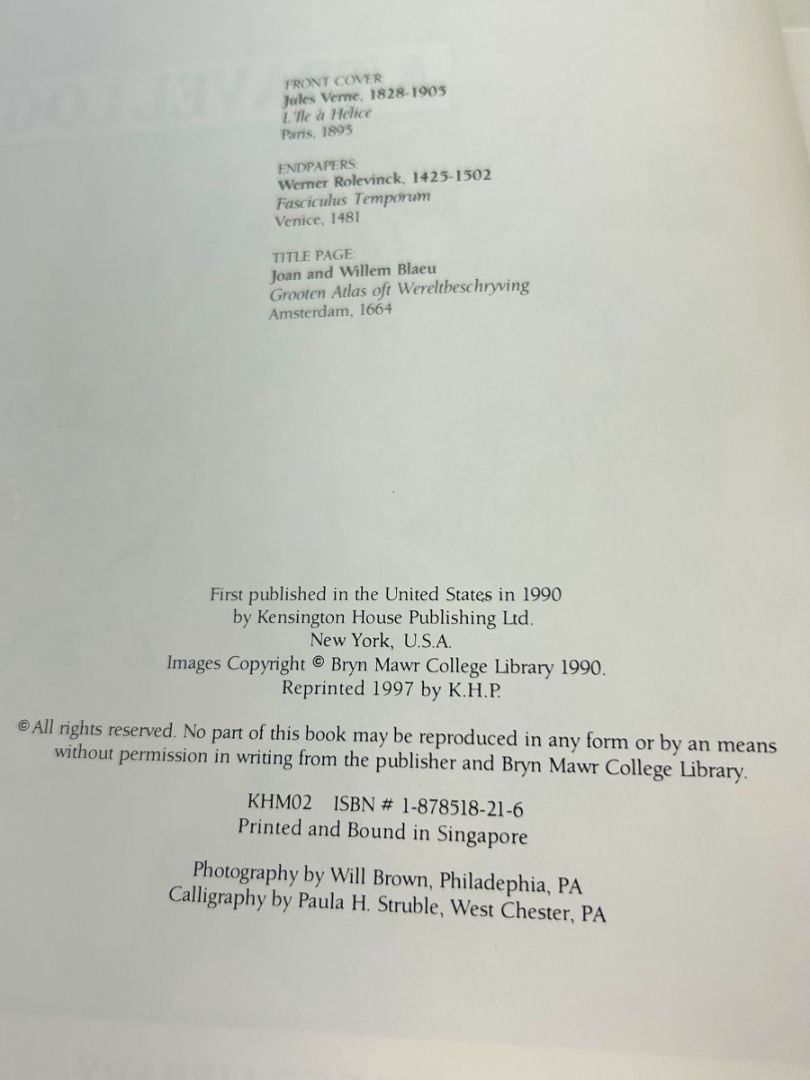 FRONT COVER:
Jules Verne, 1828-1905
L'Ile à Hélice
Paris, 1895
ENDPAPERS:
Werner Rolevinck, 1425-1502
Fasciculus Temporum
Venice, 1481
TITLE PAGE:
Joan and Willem Blaeu
Grooten Atlas oft Wereltbeschryving
Amsterdam, 1664
First published in the United States in 1990
by Kensington House Publishing Ltd.
New York, U.S.A.
Images Copyright © Bryn Mawr College Library 1990.
Reprinted 1997 by K.H.P.
© All rights reserved. No part of this book may be reproduced in any form or by an means
without permission in writing from the publisher and Bryn Mawr College Library.
KHM02 ISBN # 1-878518-21-6
Printed and Bound in Singapore
Photography by Will Brown, Philadephia, PA
Calligraphy by Paula H. Struble, West Chester, PA